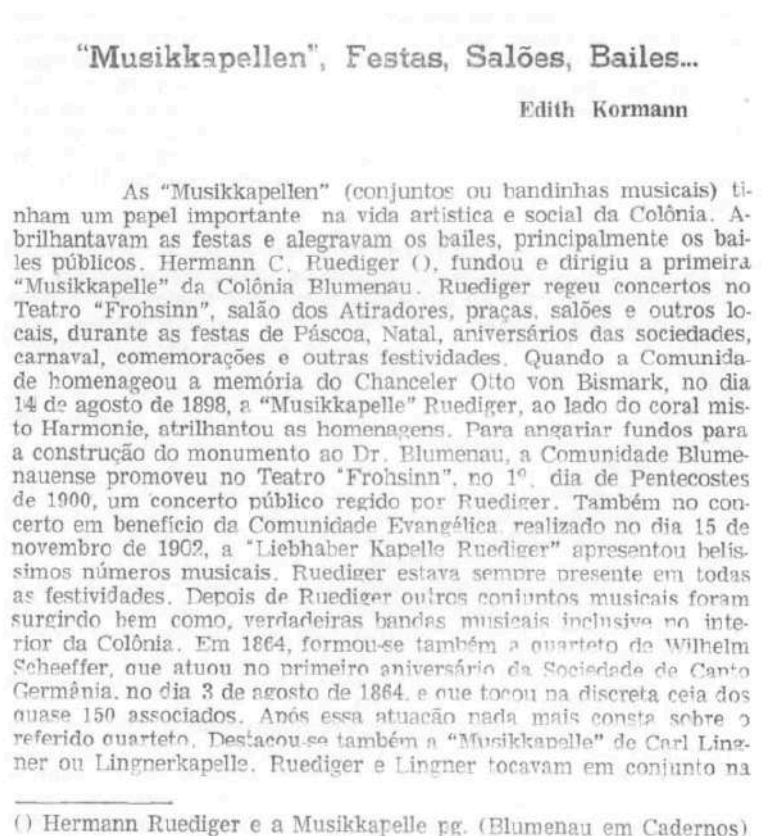 "Musikkapellen", Festas, Salões, Bailes...
Edith Kormann
As "Musikkapellen" (conjuntos ou bandinhas musicais) ti-
nham um papel importante na vida artistica e social da Colônia. A-
brilhantavam as festas e alegravam os bailes, principalmente os bai-
les públicos. Hermann C. Ruediger (), fundou e dirigiu a primeira
"Musikkapelle" da Colônia Blumenau. Ruediger regeu concertos no
Teatro "Frohsinn", salão dos Atiradores, praças, salões e outros lo-
cais, durante as festas de Páscoa, Natal, aniversários das sociedades,
carnaval, comemorações e outras festividades. Quando a Comunida-
de homenageou a memória do Chanceler Otto von Bismark, no dia
14 de agosto de 1898, a "Musikkapelle" Ruediger, ao lado do coral mis-
to Harmonie, atrilhantou as homenagens. Para angariar fundos para
a construção do monumento ao Dr. Blumenau, a Comunidade Blume-
nauense promoveu no Teatro "Frohsinn", no 1º. dia de Pentecostes
de 1900, um concerto público regido por Ruediger. Também no con-
certo em benefício da Comunidade Evangélica, realizado no dia 15 de
novembro de 1902, a "Liebhaber Kapelle Ruediger" apresentou belis-
simos números musicais. Ruediger estava sempre presente em todas
as festividades. Depois de Ruediger outros conjuntos musicais foram
surgindo bem como, verdadeiras bandas musicais inclusive no inte-
rior da Colônia. Em 1864, formou-se também o quarteto de Wilhelm
Scheeffer, que atuou no primeiro aniversário da Sociedade de Canto
Germânia, no dia 3 de agosto de 1864, e que tocou na discreta ceia dos
quase 150 associados. Após essa atuação nada mais consta sobre o
referido quarteto. Destacou-se também a "Musikkapelle" de Carl Ling-
ner ou Lingnerkapelle. Ruediger e Lingner tocavam em conjunto na
() Hermann Ruediger e a Musikkapelle pg. (Blumenau em Cadernos)